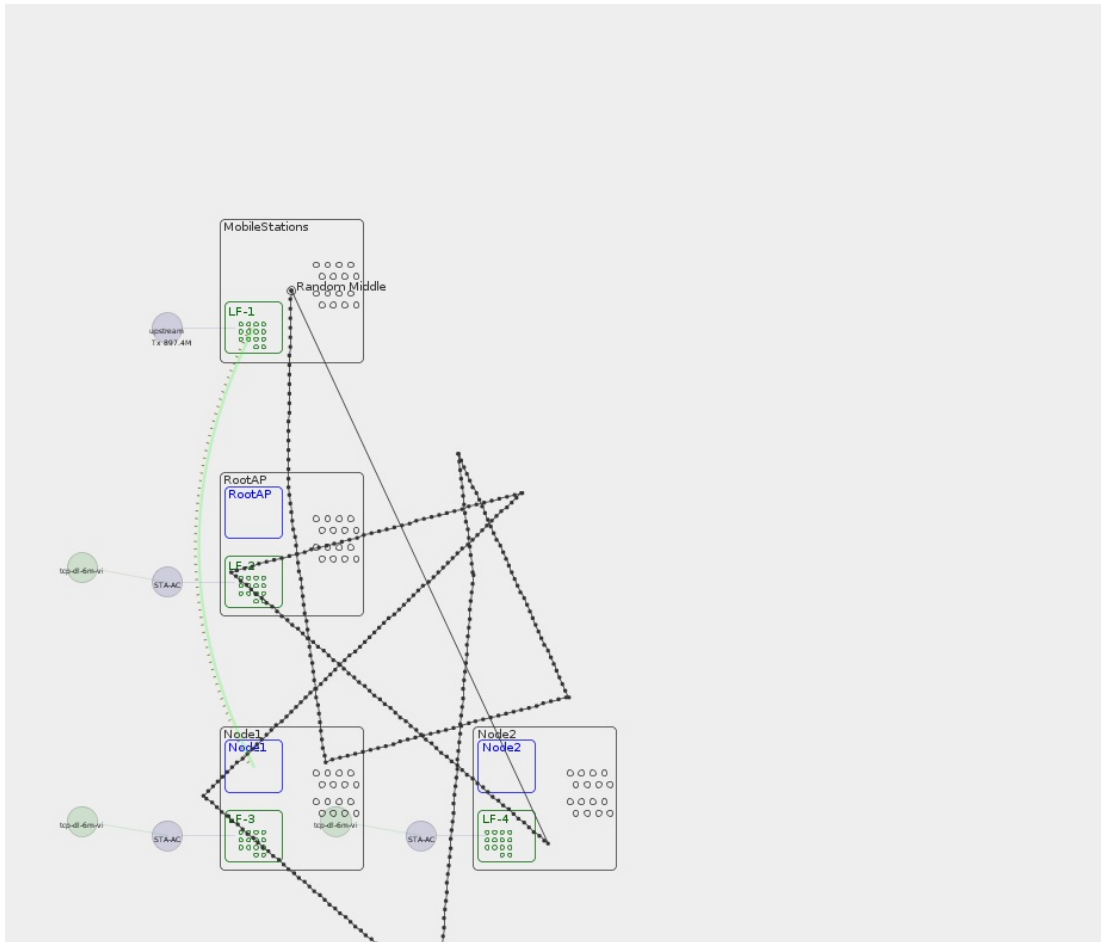 MobileStations
Random Middle
LF-1
upstream
Tx 897.4M
RootAP
RootAP
LF-2
tcp-dl-6m-vi
STA-AC
Node1
Node1
Node2
Node2
LF-3
LF-4
tcp-dl-6m-vi
STA-AC
tcp-dl-6m-vi
STA-AC